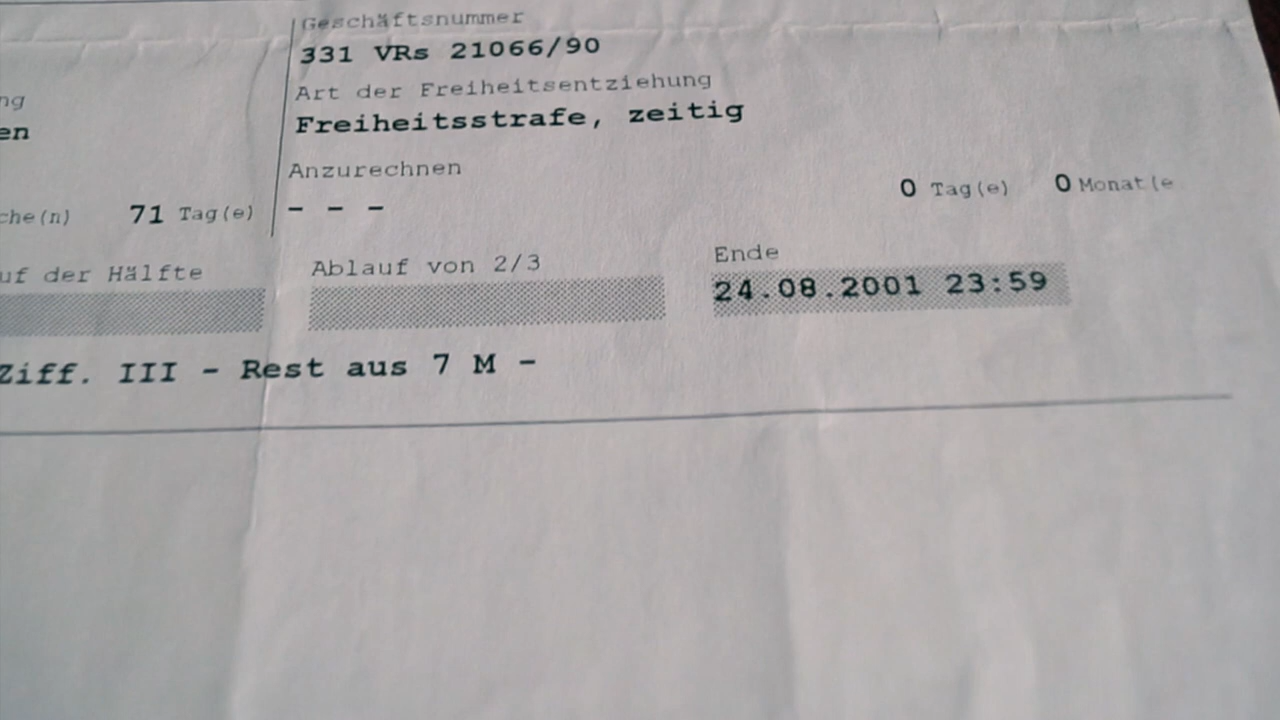 Geschäftsnummer
331 VRs 21066/90
Art der Freiheitsentziehung
ng
Freiheitsstrafe, zeitig
en
Anzurechnen
0 Tag(e) 0 Monat(e
che(n) 71 Tag(e) - - -
uf der Hälfte Ablauf von 2/3 Ende
24.08.2001 23:59
Ziff. III - Rest aus 7 M -